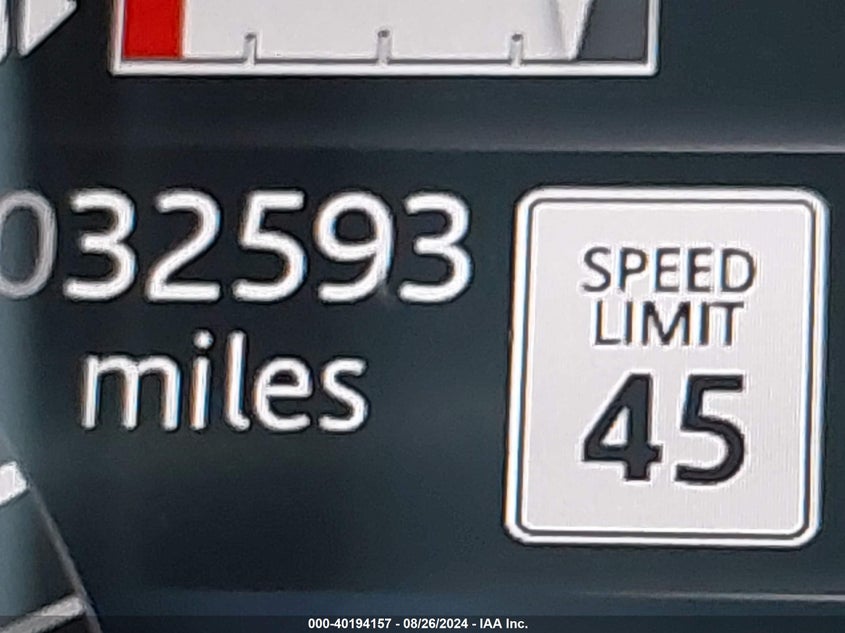 032593
miles
SPEED
LIMIT
45
000-40194157 - 08/26/2024 - IAA Inc.